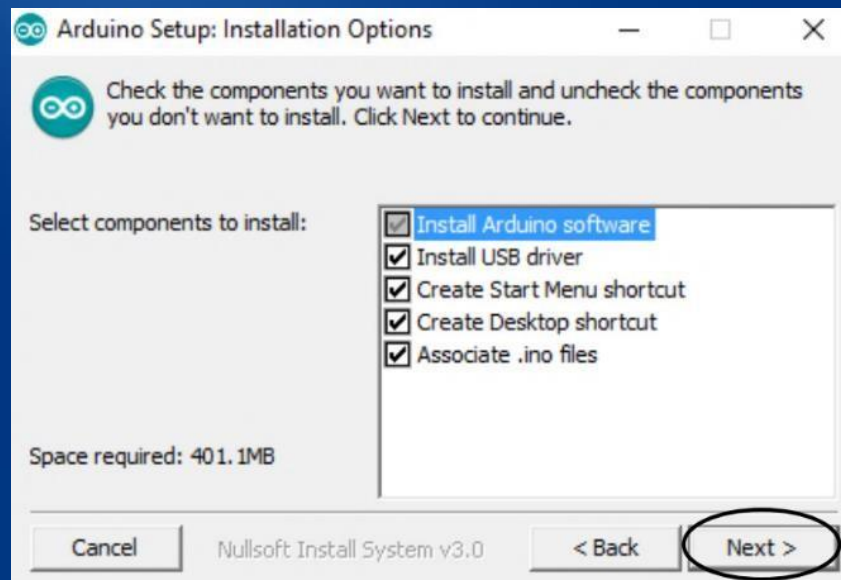 Arduino Setup: Installation Options
Check the components you want to install and uncheck the components
you don't want to install. Click Next to continue.
Select components to install:
Install Arduino software
Install USB driver
Create Start Menu shortcut
Create Desktop shortcut
Associate .ino files
Space required: 401.1MB
Cancel
Nullsoft Install System v3.0
< Back
Next >